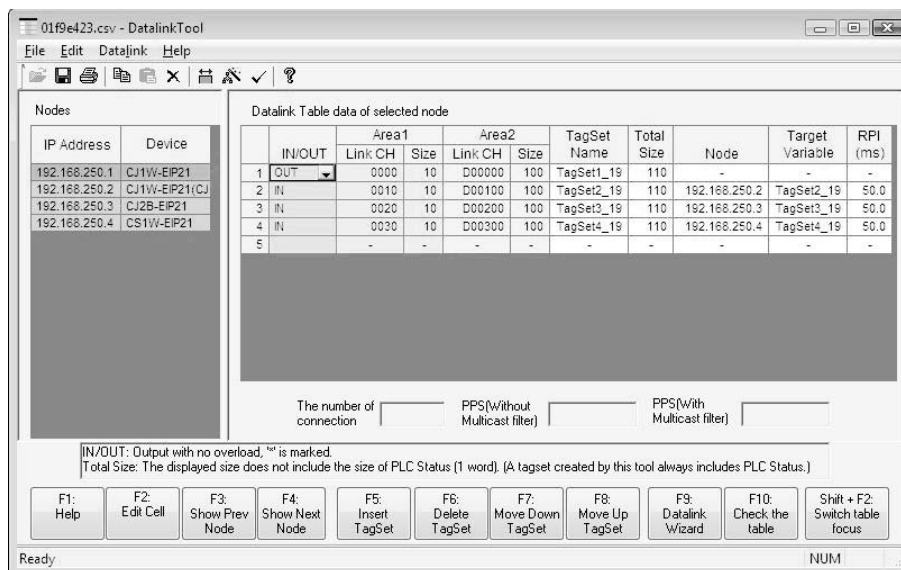 01f9e423.csv - DatalinkTool
File Edit Datalink Help
Nodes
IP Address Device
192.168.250.1 CJ1W-EIP21
192.168.250.2 CJ1W-EIP21(CJ
192.168.250.3 CJ2B-EIP21
192.168.250.4 CS1W-EIP21
Datalink Table data of selected node
Area1 Area2 TagSet Total Target RPI
IN/OUT Link CH Size Link CH Size Name Size Node Variable (ms)
1 OUT 0000 10 D00000 100 TagSet1_19 110 - - -
2 IN 0010 10 D00100 100 TagSet2_19 110 192.168.250.2 TagSet2_19 50.0
3 IN 0020 10 D00200 100 TagSet3_19 110 192.168.250.3 TagSet3_19 50.0
4 IN 0030 10 D00300 100 TagSet4_19 110 192.168.250.4 TagSet4_19 50.0
5 - - - - - - - - -
The number of connection
PPS(Without Multicast filter)
PPS(With Multicast filter)
IN/OUT: Output with no overload, '*' is marked.
Total Size: The displayed size does not include the size of PLC Status (1 word). (A tagset created by this tool always includes PLC Status.)
F1: Help
F2: Edit Cell
F3: Show Prev Node
F4: Show Next Node
F5: Insert TagSet
F6: Delete TagSet
F7: Move Down TagSet
F8: Move Up TagSet
F9: Datalink Wizard
F10: Check the table
Shift + F2: Switch table focus
Ready NUM